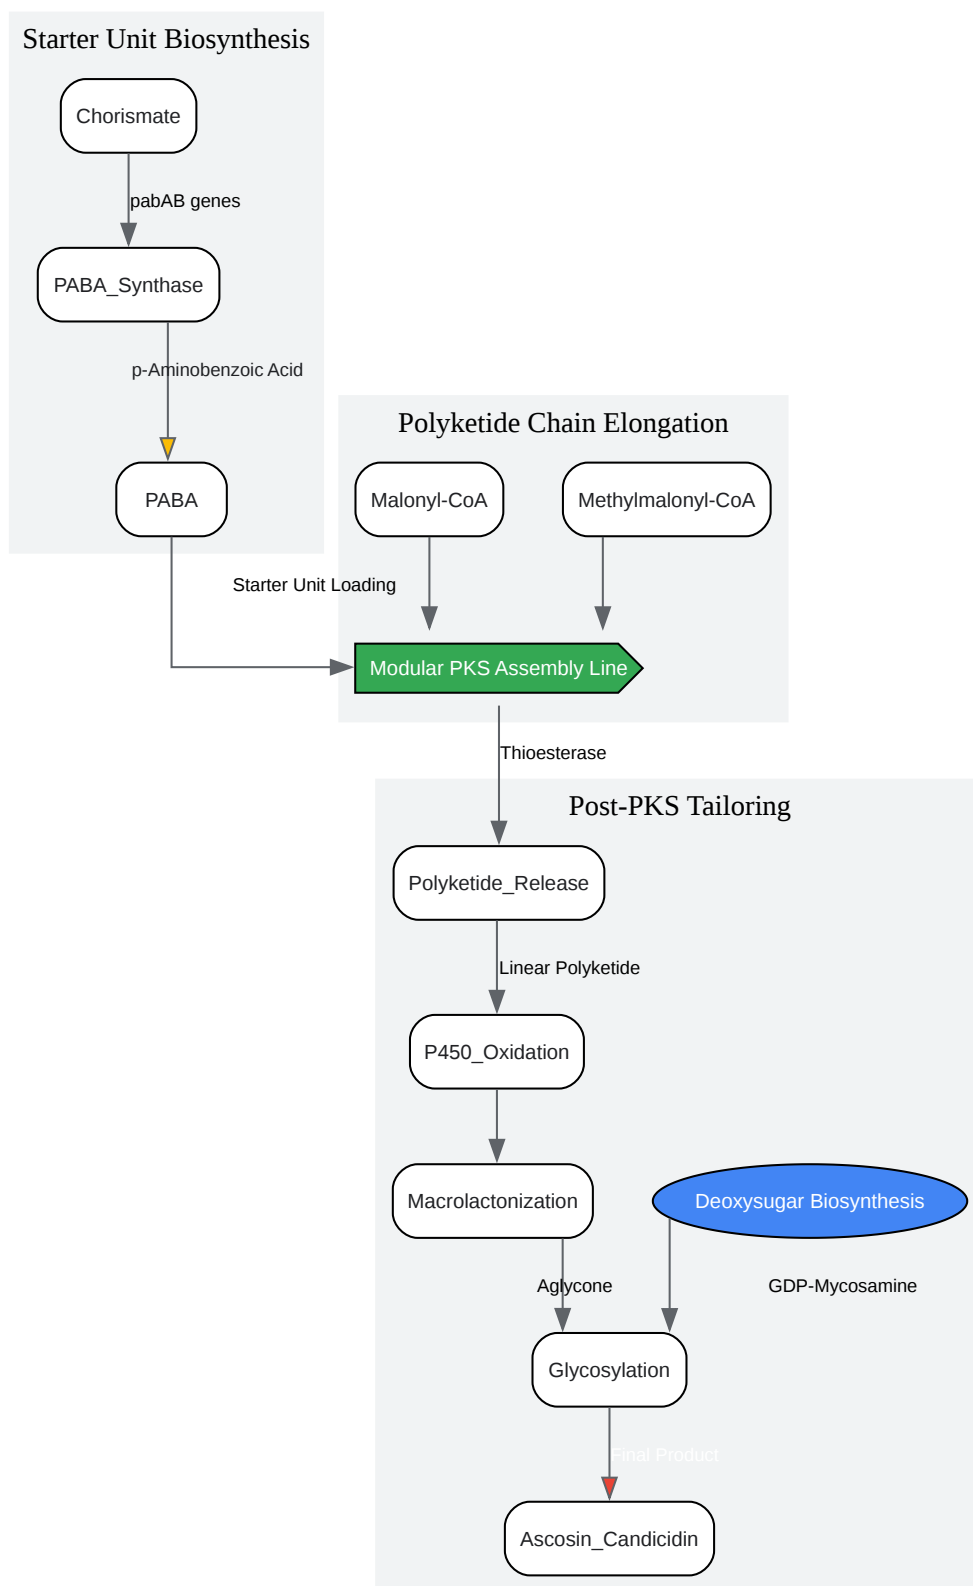 Starter Unit Biosynthesis
Chorismate
pabAB genes
PABA_Synthase
p-Aminobenzoic Acid
PABA
Polyketide Chain Elongation
Malonyl-CoA
Methylmalonyl-CoA
Starter Unit Loading
Modular PKS Assembly Line
Thioesterase
Post-PKS Tailoring
Polyketide_Release
Linear Polyketide
P450_Oxidation
Macrolactonization
Deoxysugar Biosynthesis
Aglycone
GDP-Mycosamine
Glycosylation
Final Product
Ascosin_Candicidin